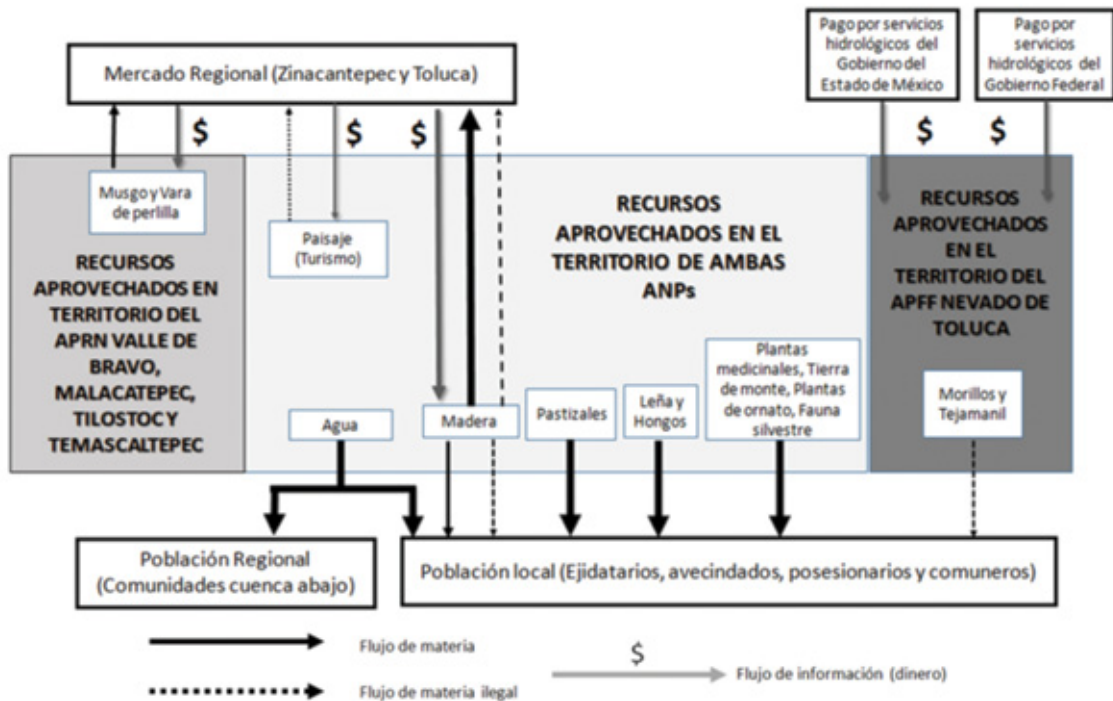 Mercado Regional (Zinacantepec y Toluca)
Pago por
servicios
hidrológicos del
Gobierno del
Estado de México
Pago por
servicios
hidrológicos del
Gobierno Federal
$
$
$
$
$
Musgo y Vara
de perlilla
RECURSOS
APROVECHADOS EN
TERRITORIO DEL
APRN VALLE DE
BRAVO,
MALACATEPEC,
TILOSTOC Y
TEMASCALTEPEC
Paisaje
(Turismo)
RECURSOS
APROVECHADOS EN EL
TERRITORIO DE AMBAS
ANPs
RECURSOS
APROVECHADOS
EN EL
TERRITORIO DEL
APFF NEVADO DE
TOLUCA
Agua
Madera
Pastizales
Leña y
Hongos
Plantas
medicinales, Tierra
de monte, Plantas
de ornato, Fauna
silvestre
Morillos y
Tejamanil
Población Regional
(Comunidades cuenca abajo)
Población local (Ejidatarios, avecindados, posesionarios y comuneros)
Flujo de materia
$
Flujo de información (dinero)
Flujo de materia ilegal